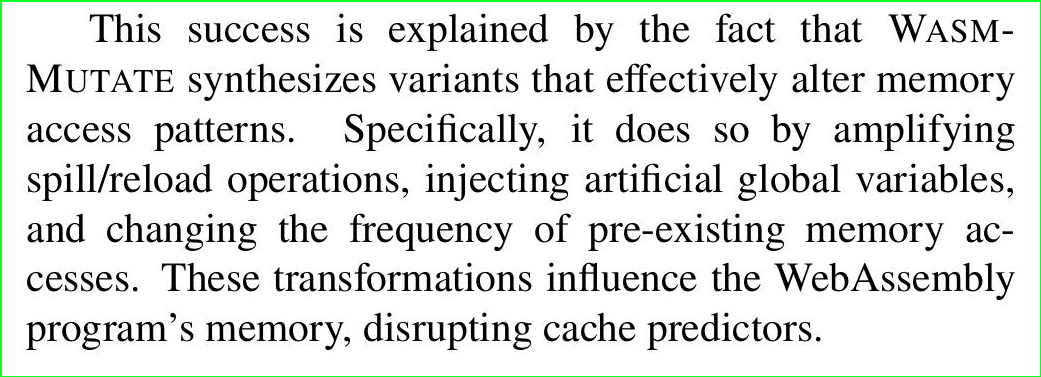 This success is explained by the fact that WASM-
MUTATE synthesizes variants that effectively alter memory
access patterns. Specifically, it does so by amplifying
spill/reload operations, injecting artificial global variables,
and changing the frequency of pre-existing memory ac-
cesses. These transformations influence the WebAssembly
program's memory, disrupting cache predictors.